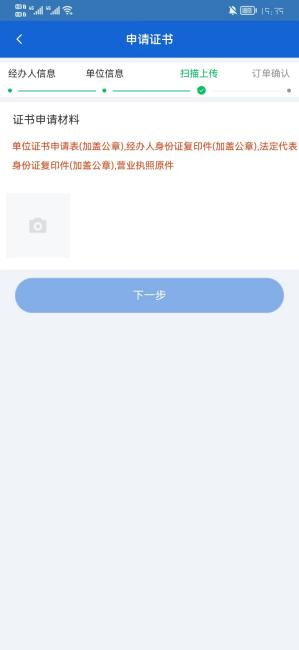 15:35
申请证书
经办人信息 单位信息 扫描上传 订单确认
证书申请材料
单位证书申请表(加盖公章),经办人身份证复印件(加盖公章),法定代表
身份证复印件(加盖公章),营业执照原件
下一步